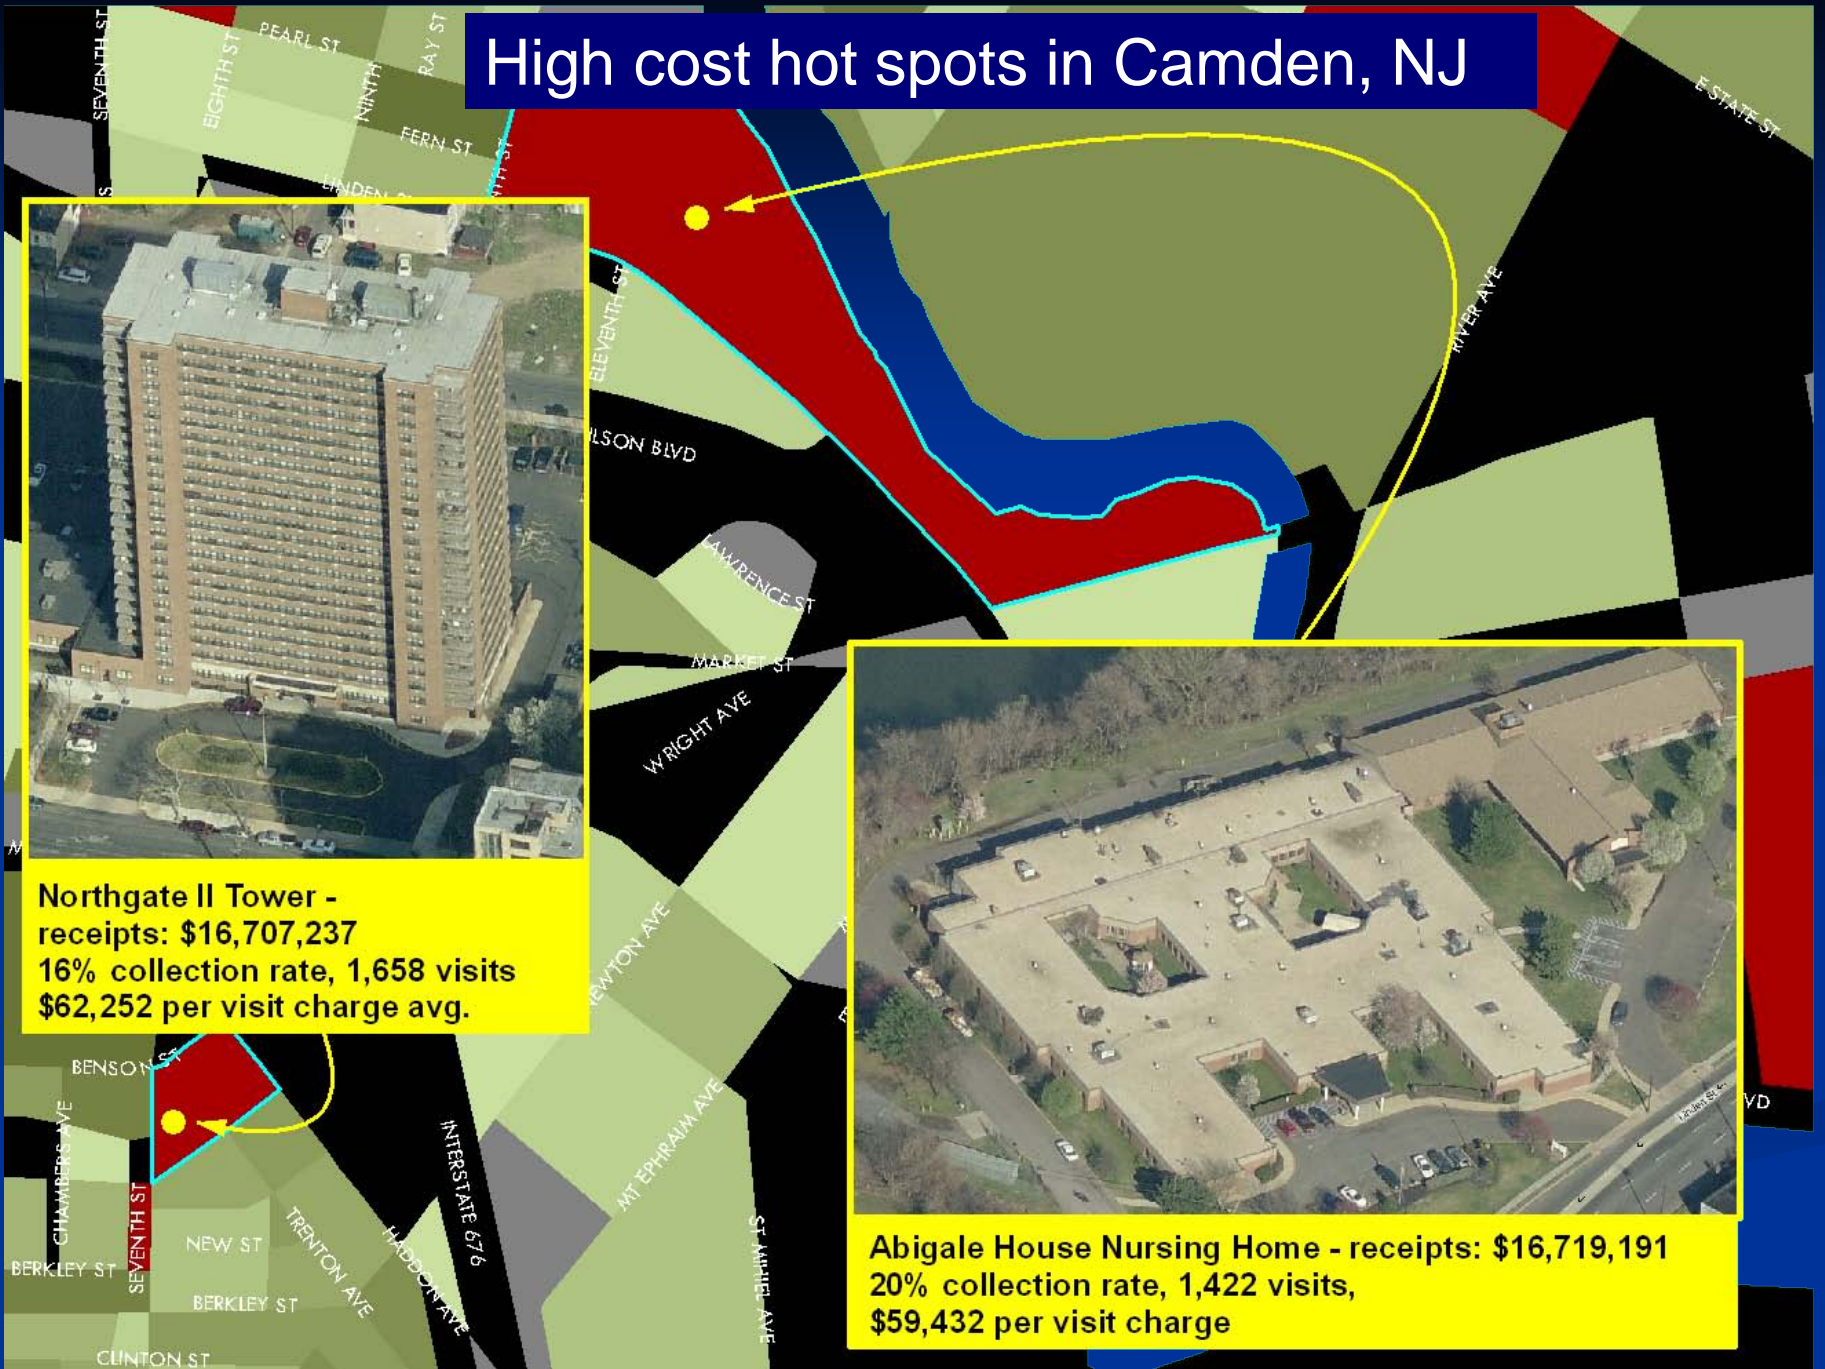 High cost hot spots in Camden, NJ
SEVENTH ST
EIGHTH ST
PEARL ST
NINTH
RAY ST
FERN ST
LINDEN
E STATE ST
ELEVENTH ST
RIVER AVE
LSON BLVD
LAWRENCE ST
MARKET ST
WRIGHT AVE
Northgate II Tower -
receipts: $16,707,237
16% collection rate, 1,658 visits
$62,252 per visit charge avg.
EWTON AVE
BENSON ST
CHAMBERS AVE
SEVENTH ST
NEW ST
BERKLEY ST
BERKLEY ST
TRENTON AVE
HADDON AVE
INTERSTATE 676
MT EPHRAIM AVE
ST MIHIEL AVE
CLINTON ST
Linden St
VD
Abigale House Nursing Home - receipts: $16,719,191
20% collection rate, 1,422 visits,
$59,432 per visit charge